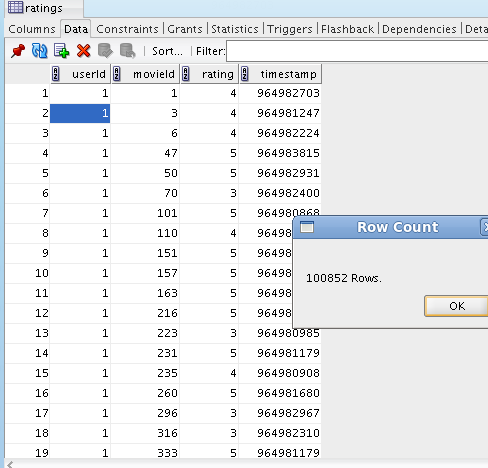 ratings
Columns Data Constraints Grants Statistics Triggers Flashback Dependencies Deta
Sort... Filter:
userId movieId rating timestamp
1 1 1 4 964982703
2 1 3 4 964981247
3 1 6 4 964982224
4 1 47 5 964983815
5 1 50 5 964982931
6 1 70 3 964982400
7 1 101 5 964980868
8 1 110 4 9649822
9 1 151 5 96498
10 1 157 5 96498
11 1 163 5 96498
12 1 216 5 96498
13 1 223 3 964980985
14 1 231 5 964981179
15 1 235 4 964980908
16 1 260 5 964981680
17 1 296 3 964982967
18 1 316 3 964982310
19 1 333 5 964981179
Row Count
100852 Rows.
OK